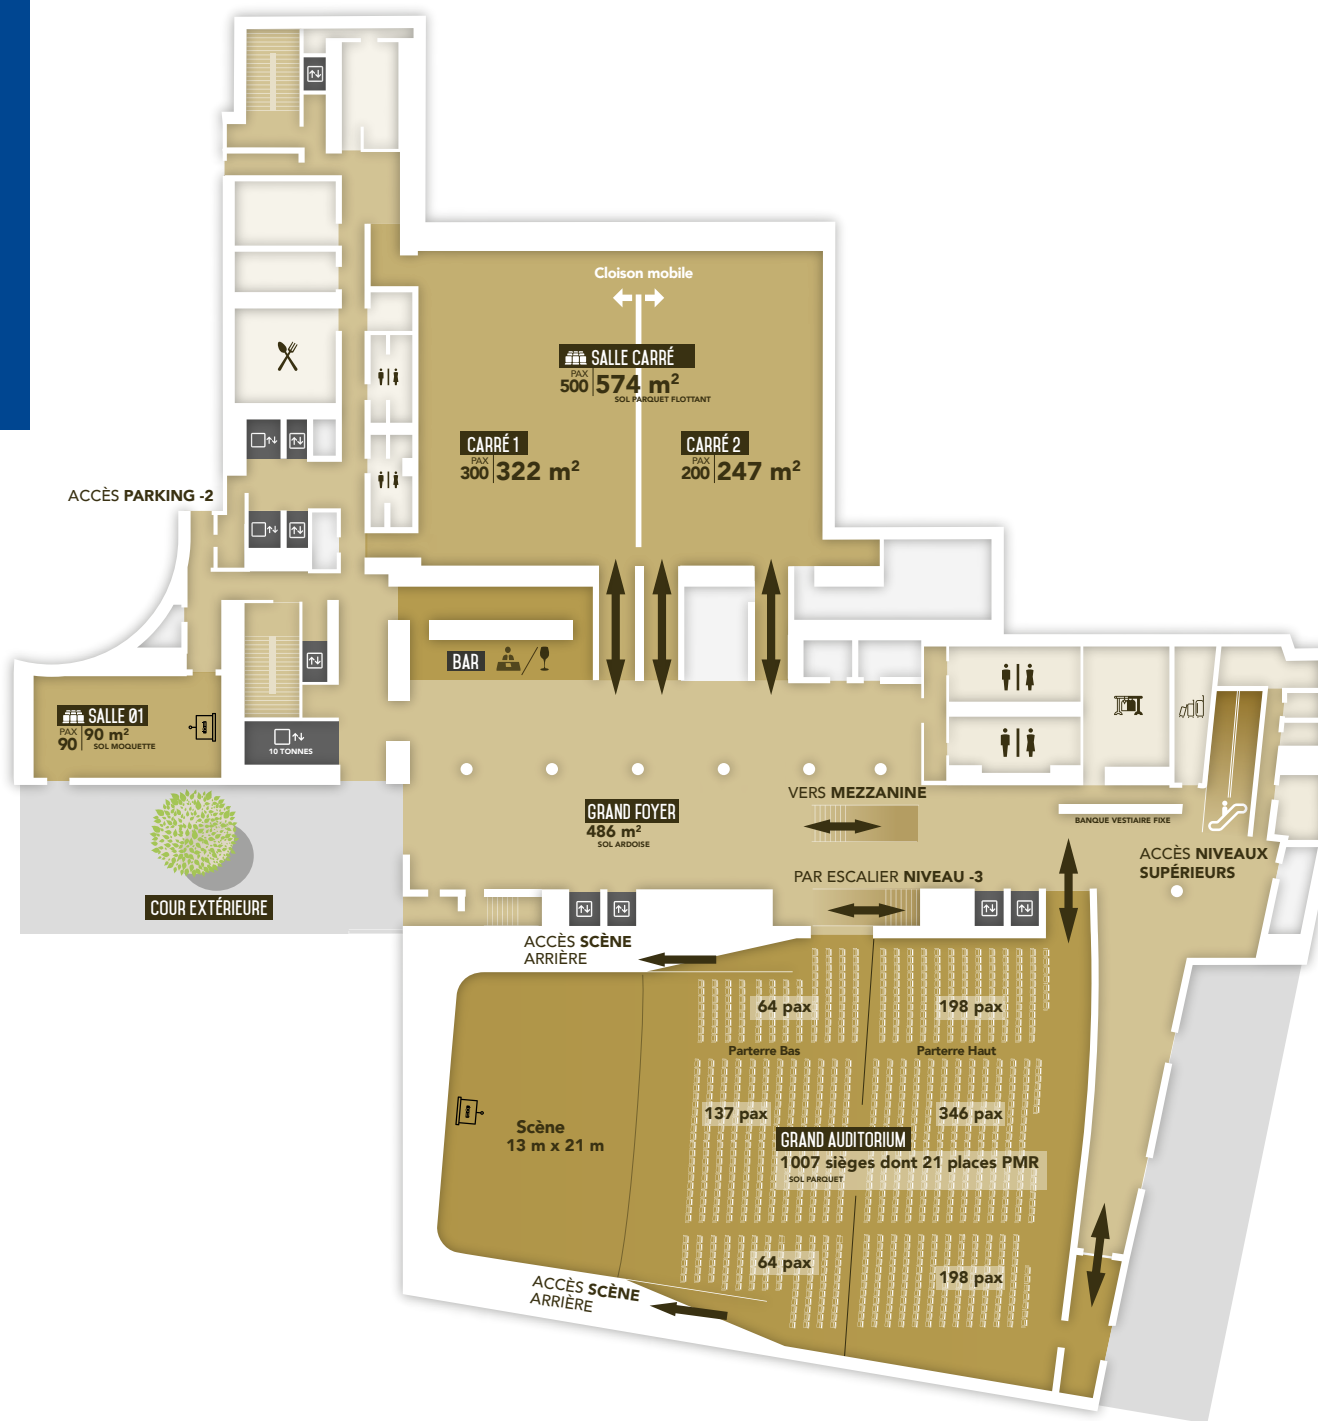 Cloison mobile
SALLE CARRÉ
PAX
500
574 m²
SOL PARQUET FLOTTANT
CARRÉ 1
PAX
300
322 m²
CARRÉ 2
PAX
200
247 m²
ACCÈS PARKING -2
BAR
SALLE 01
PAX
90
90 m²
SOL MOQUETTE
10 TONNES
GRAND FOYER
486 m²
SOL ARDOISE
VERS MEZZANINE
BANQUE VESTIAIRE FIXE
ACCÈS NIVEAUX
SUPÉRIEURS
PAR ESCALIER NIVEAU -3
COUR EXTÉRIEURE
ACCÈS SCÈNE
ARRIÈRE
64 pax
198 pax
Parterre Bas
Parterre Haut
137 pax
346 pax
Scène
13 m x 21 m
GRAND AUDITORIUM
1007 sièges dont 21 places PMR
SOL PARQUET
64 pax
198 pax
ACCÈS SCÈNE
ARRIÈRE